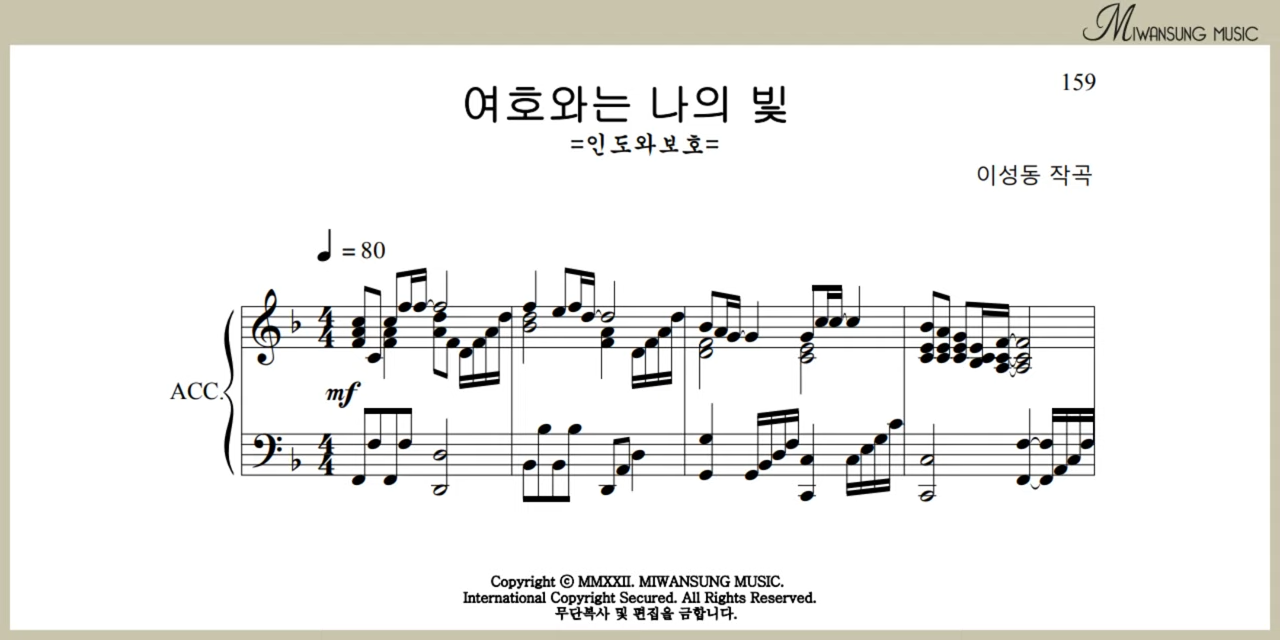 MIWANSUNG MUSIC
159
여호와는 나의 빛
=인도와보호=
이성동 작곡
= 80
ACC.
mf
Copyright ⓒ MMXXII. MIWANSUNG MUSIC.
International Copyright Secured. All Rights Reserved.
무단복사 및 편집을 금합니다.